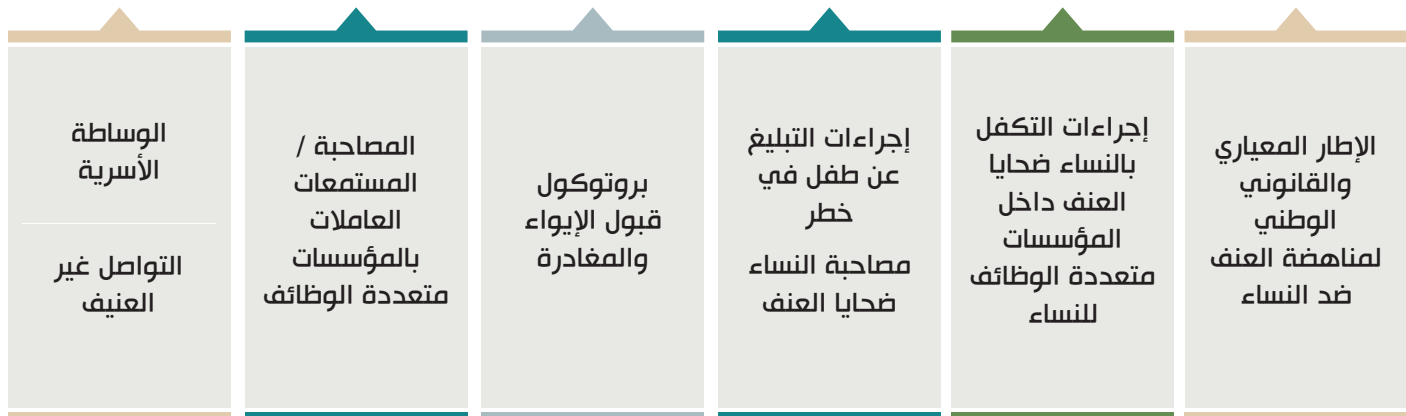 الإطار المعياري
والقانوني
الوطني
لمناهضة العنف
ضد النساء
إجراءات التكفل
بالنساء ضحايا
العنف داخل
المؤسسات
متعددة الوظائف
للنساء
إجراءات التبليغ
عن طفل في
خطر
مصاحبة النساء
ضحايا العنف
بروتوكول
قبول الإيواء
والمغادرة
المصاحبة /
المستمعات
العاملات
بالمؤسسات
متعددة الوظائف
الوساطة
الأسرية
التواصل غير
العنيف